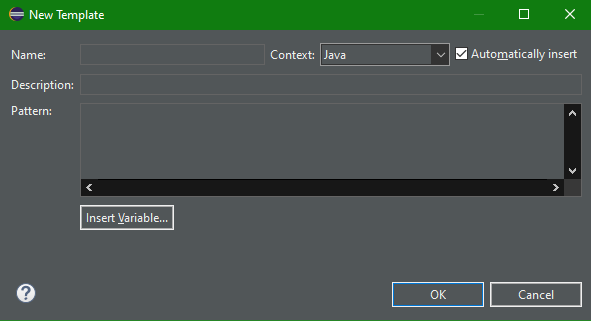 New Template
Name: Context: Java Automatically insert
Description:
Pattern:
Insert Variable...
? OK Cancel